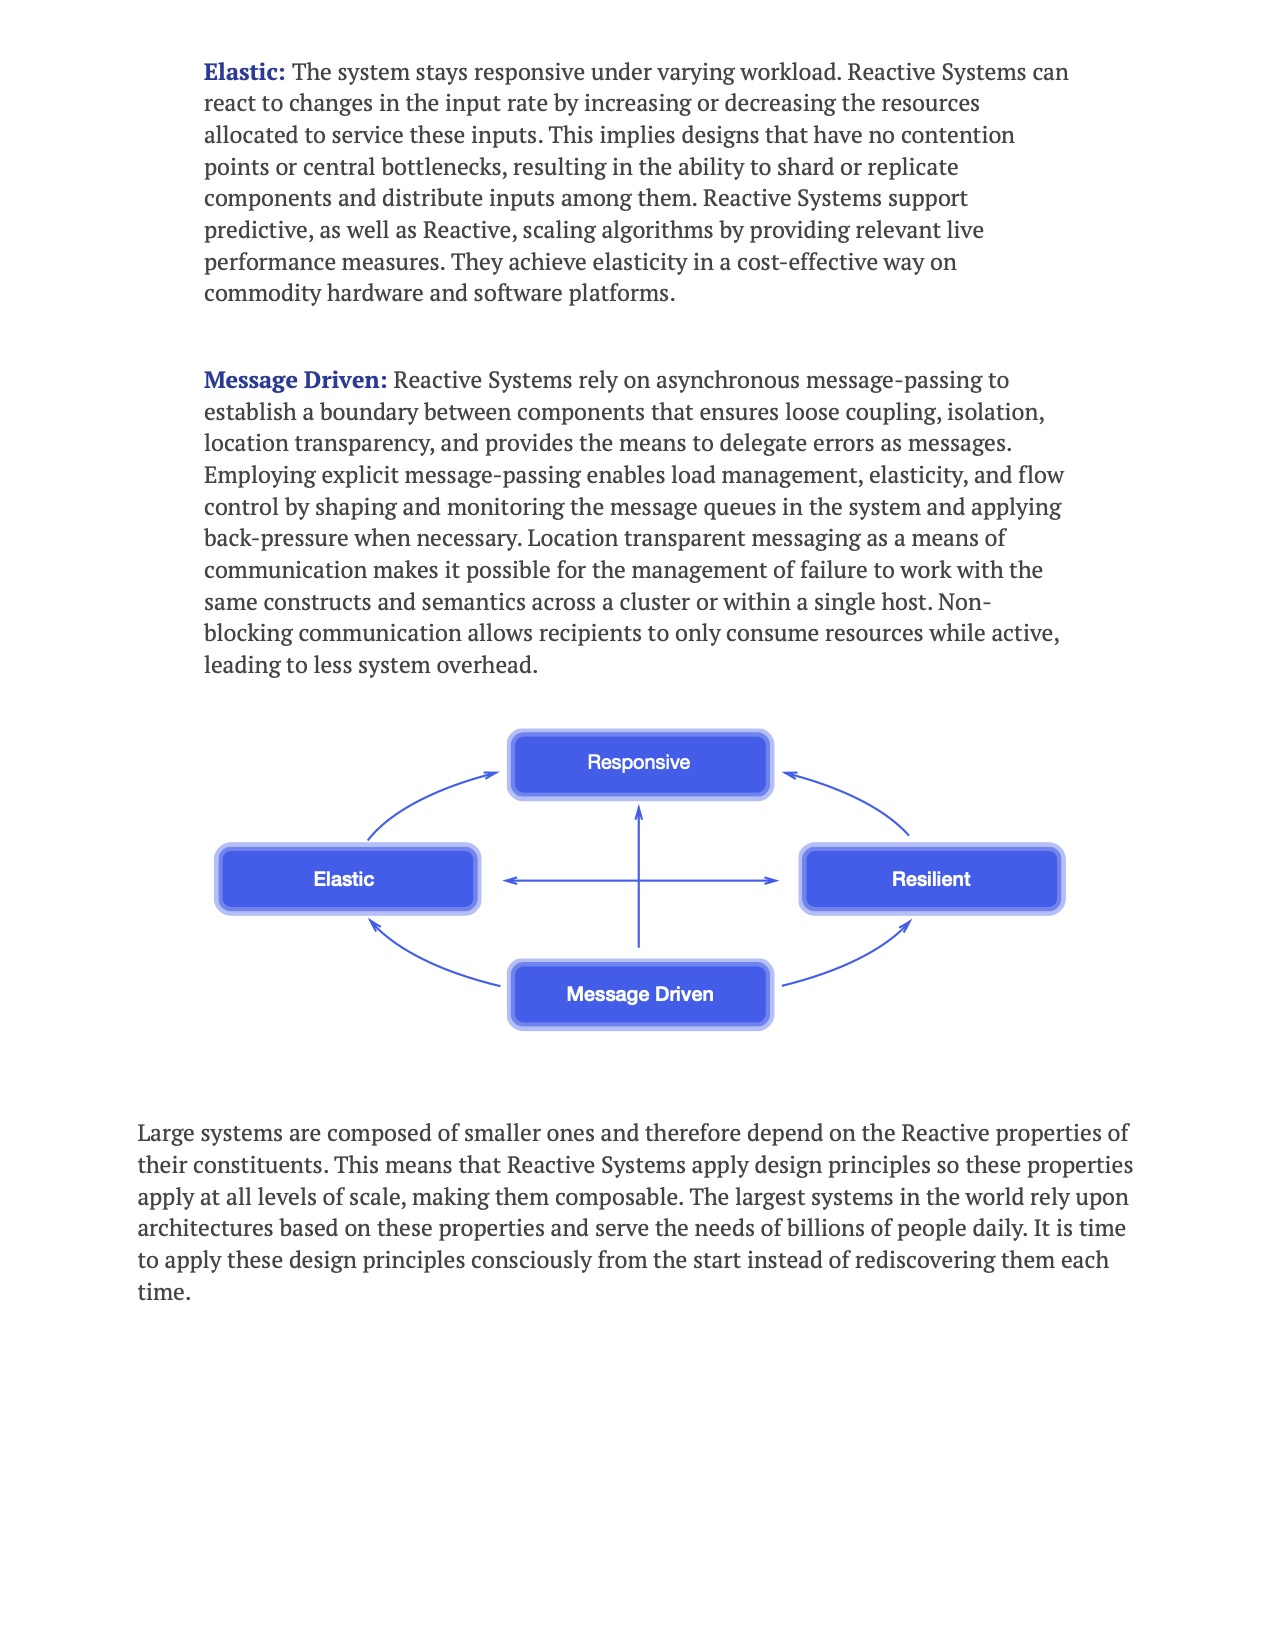 Elastic: The system stays responsive under varying workload. Reactive Systems can
react to changes in the input rate by increasing or decreasing the resources
allocated to service these inputs. This implies designs that have no contention
points or central bottlenecks, resulting in the ability to shard or replicate
components and distribute inputs among them. Reactive Systems support
predictive, as well as Reactive, scaling algorithms by providing relevant live
performance measures. They achieve elasticity in a cost-effective way on
commodity hardware and software platforms.
Message Driven: Reactive Systems rely on asynchronous message-passing to
establish a boundary between components that ensures loose coupling, isolation,
location transparency, and provides the means to delegate errors as messages.
Employing explicit message-passing enables load management, elasticity, and flow
control by shaping and monitoring the message queues in the system and applying
back-pressure when necessary. Location transparent messaging as a means of
communication makes it possible for the management of failure to work with the
same constructs and semantics across a cluster or within a single host. Non-
blocking communication allows recipients to only consume resources while active,
leading to less system overhead.
Responsive
Elastic
Resilient
Message Driven
Large systems are composed of smaller ones and therefore depend on the Reactive properties of
their constituents. This means that Reactive Systems apply design principles so these properties
apply at all levels of scale, making them composable. The largest systems in the world rely upon
architectures based on these properties and serve the needs of billions of people daily. It is time
to apply these design principles consciously from the start instead of rediscovering them each
time.